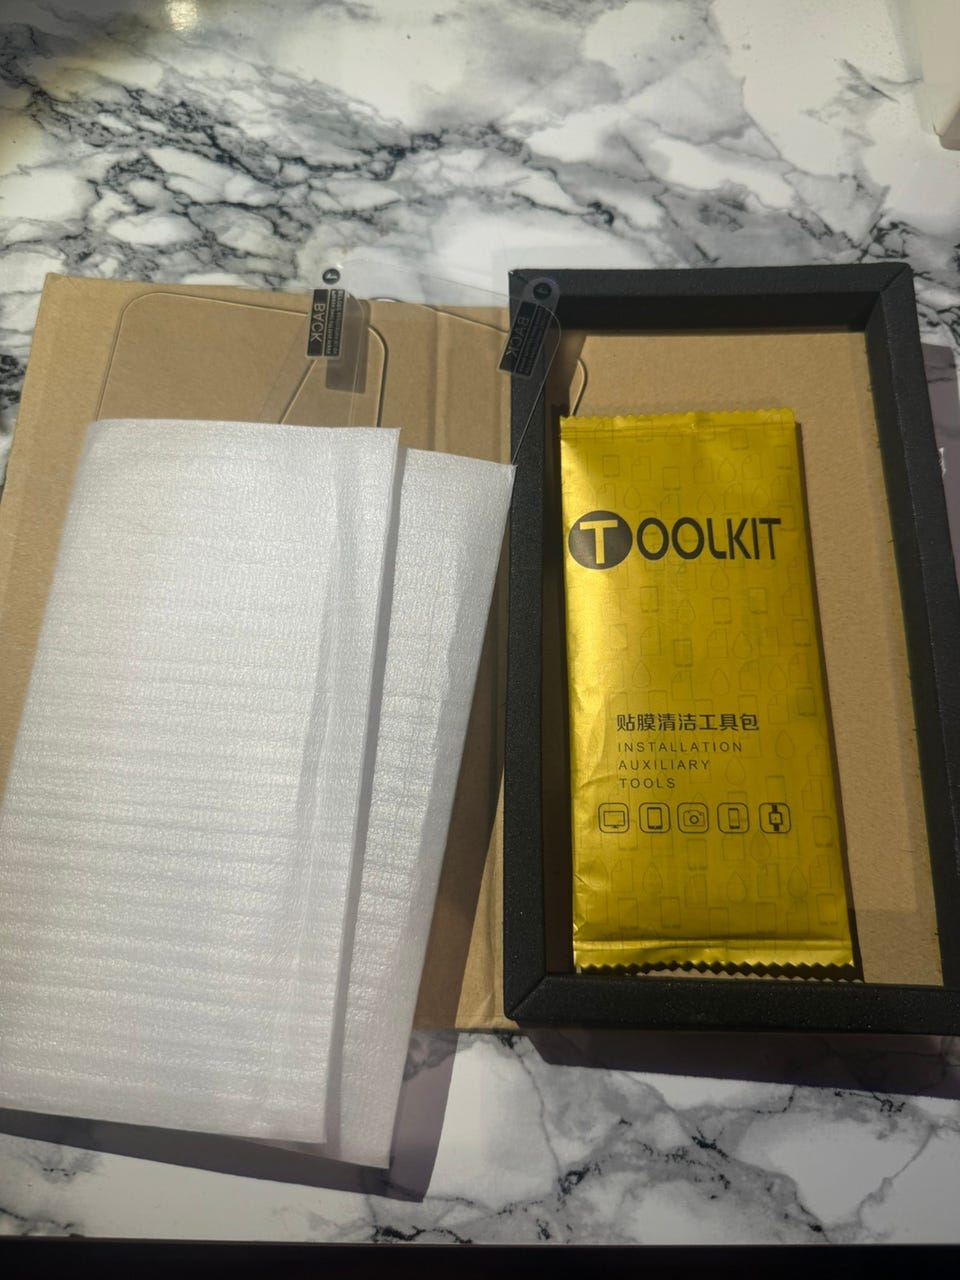 BACK
BACK
TOOLKIT
贴膜清洁工具包
INSTALLATION
AUXILIARY
TOOLS